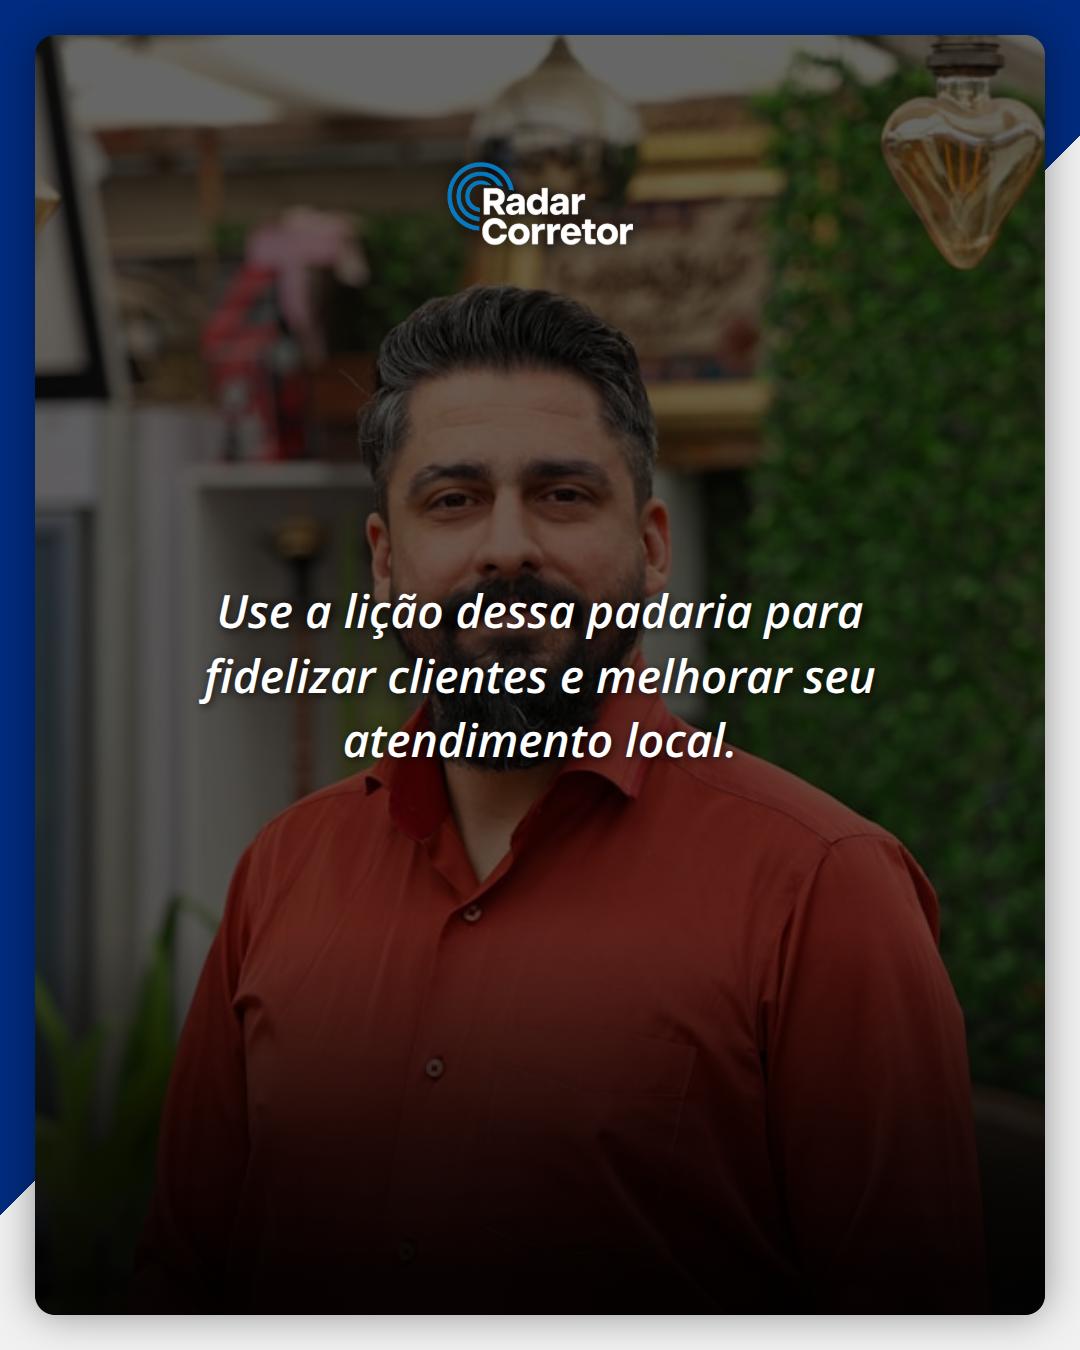 Radar
Corretor
Use a lição dessa padaria para
fidelizar clientes e melhorar seu
atendimento local.